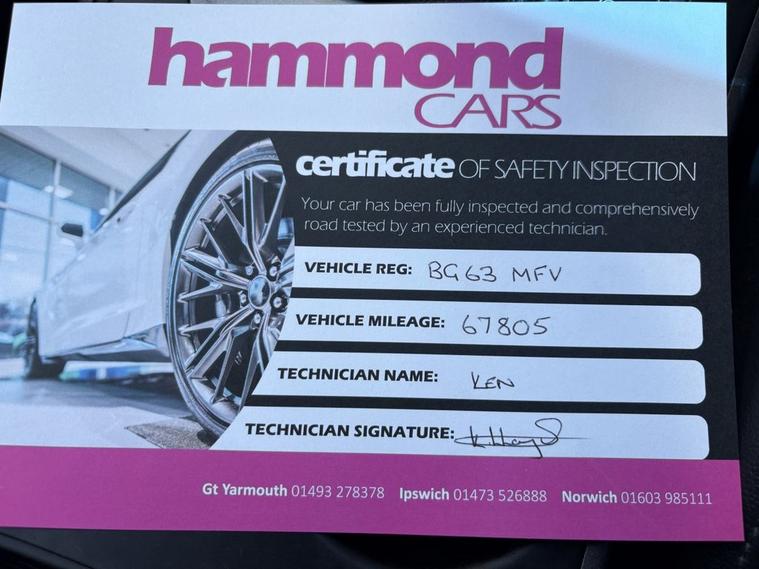 hammond
CARS
certificate OF SAFETY INSPECTION
Your car has been fully inspected and comprehensively
road tested by an experienced technician.
VEHICLE REG: BG63 MFV
VEHICLE MILEAGE: 67805
TECHNICIAN NAME: KEN
TECHNICIAN SIGNATURE:
Gt Yarmouth 01493 278378 Ipswich 01473 526888 Norwich 01603 985111